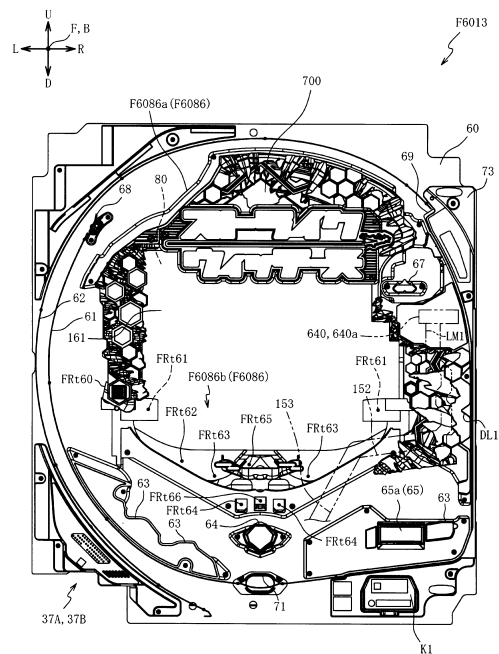 U
F,B
L
R
D
F6013
F6086a(F6086)
700
60
80
69
73
68
67
62
61
161
640, 640a
LM1
FRt60
FRt61
FRt61
F6086b(F6086)
152
153
FRt62
FRt65
FRt63
FRt63
DL1
FRt66
65a(65)
63
FRt64
63
63
64
FRt64
71
37A, 37B
K1